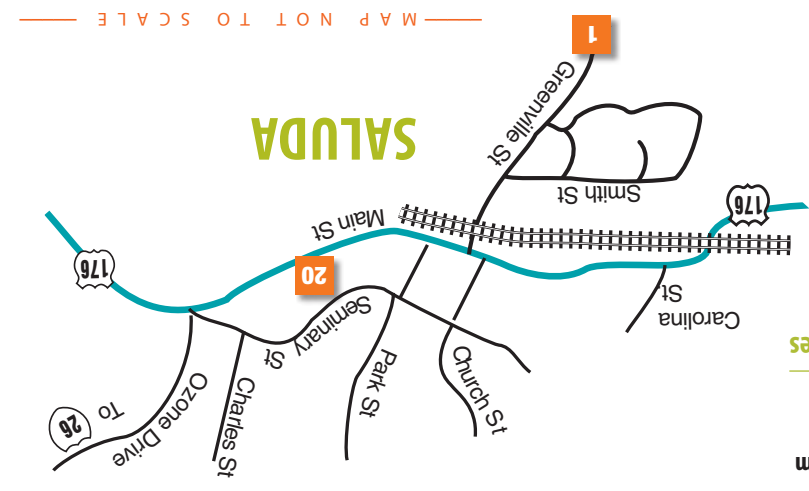 m
es
To
26
Ozone Drive
Charles St
Park St
Church St
Seminary St
Carolina
St
20
176
Main St
176
Smith St
Greenville St
SALUDA
1
MAP NOT TO SCALE